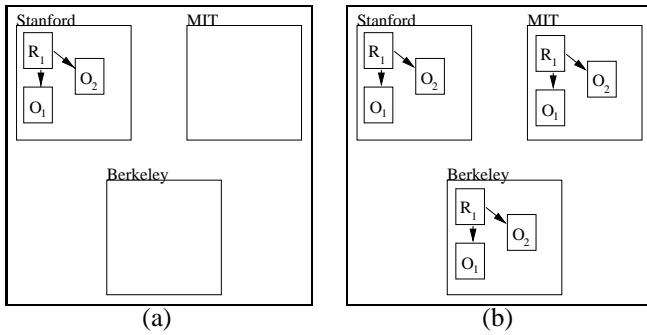 Stanford
MIT
R1
O2
O1
Berkeley
(a)
Stanford
MIT
R1
O2
O1
R1
O2
O1
Berkeley
R1
O2
O1
(b)